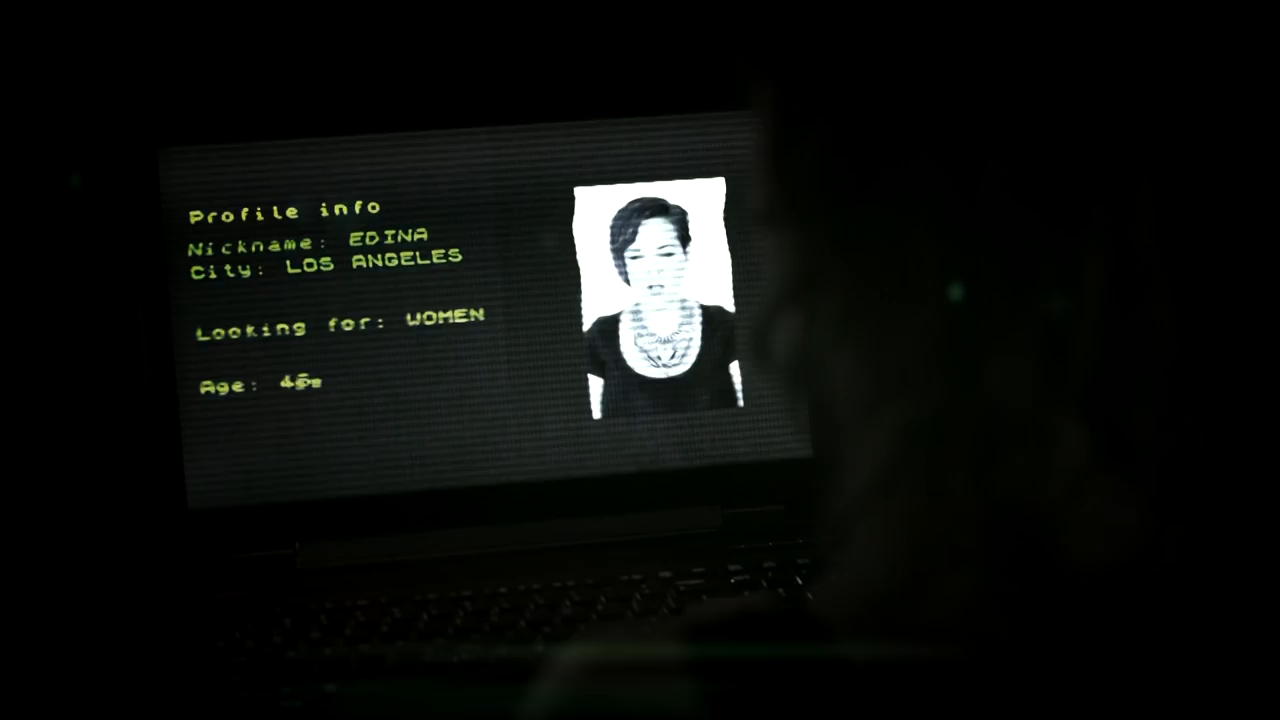 Profile info
Nickname: EDINA
City: LOS ANGELES
Looking for: WOMEN
Age: